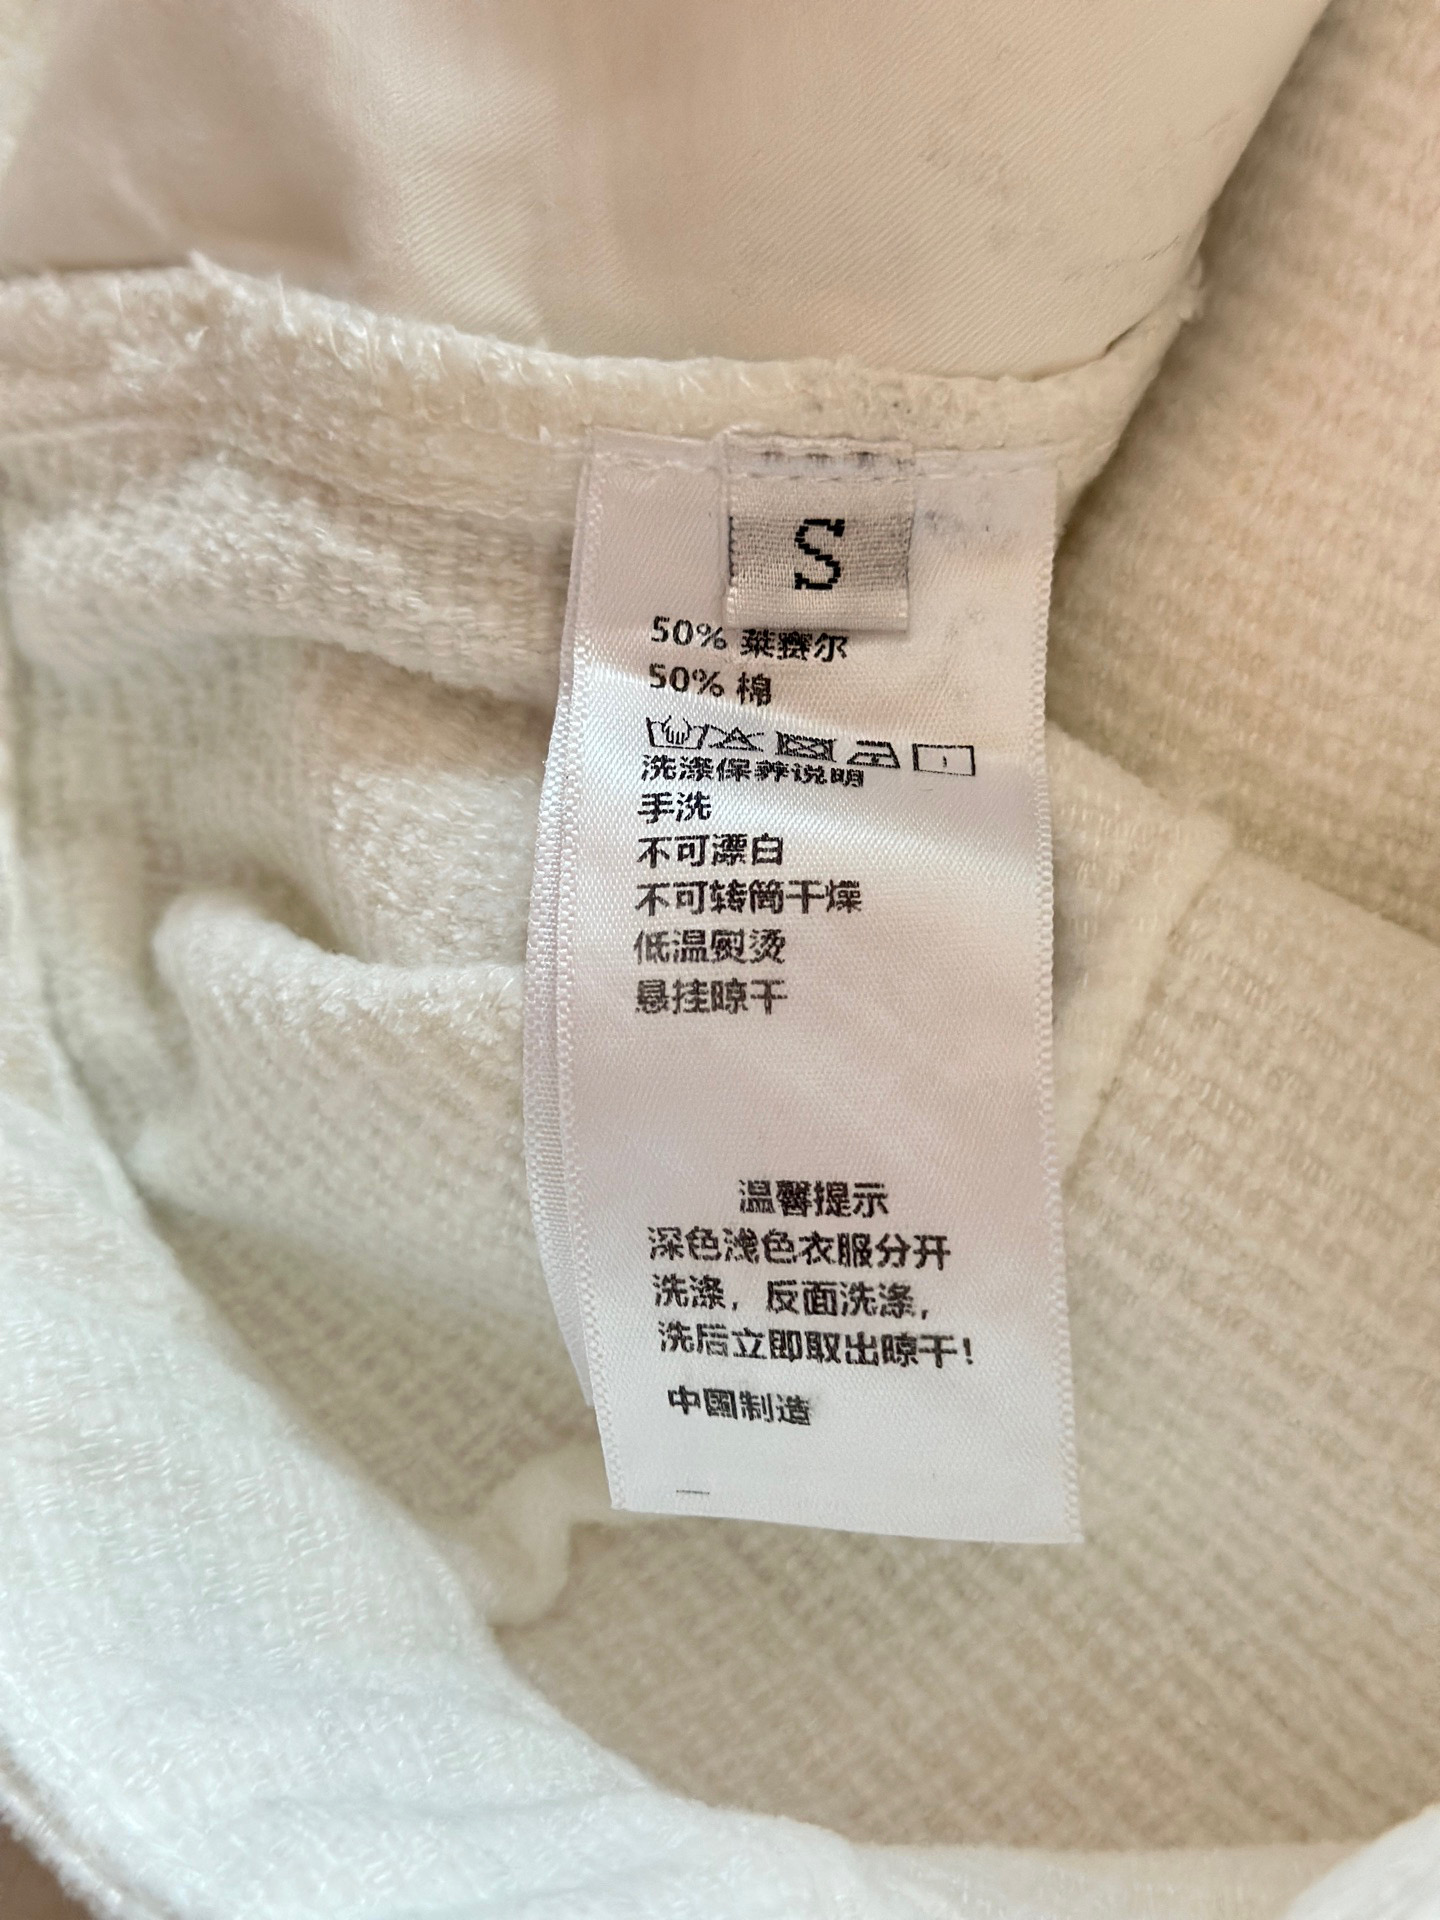 S
50% 莱赛尔
50% 棉
洗涤保养说明
手洗
不可漂白
不可转筒干燥
低温熨烫
悬挂晾干
温馨提示
深色浅色衣服分开
洗涤，反面洗涤，
洗后立即取出晾干！
中國制造